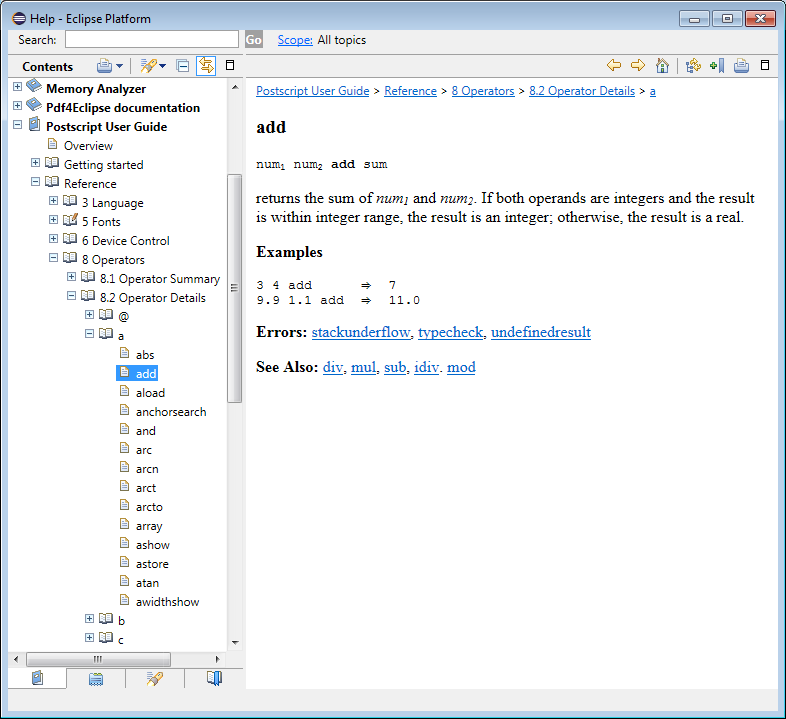 Help - Eclipse Platform
Search: Go Scope: All topics
Contents
Memory Analyzer
Pdf4Eclipse documentation
Postscript User Guide
Overview
Getting started
Reference
3 Language
5 Fonts
6 Device Control
8 Operators
8.1 Operator Summary
8.2 Operator Details
@
a
abs
add
aload
anchorsearch
and
arc
arcn
arct
arcto
array
ashow
astore
atan
awidthshow
b
c
Postscript User Guide > Reference > 8 Operators > 8.2 Operator Details > a
add
num1 num2 add sum
returns the sum of num1 and num2. If both operands are integers and the result
is within integer range, the result is an integer; otherwise, the result is a real.
Examples
3 4 add ⇒ 7
9.9 1.1 add ⇒ 11.0
Errors: stackunderflow, typecheck, undefinedresult
See Also: div, mul, sub, idiv. mod